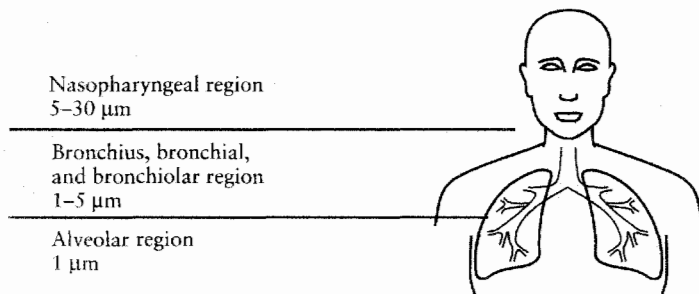 Nasopharyngeal region
5–30 μm
Bronchius, bronchial,
and bronchiolar region
1–5 μm
Alveolar region
1 μm